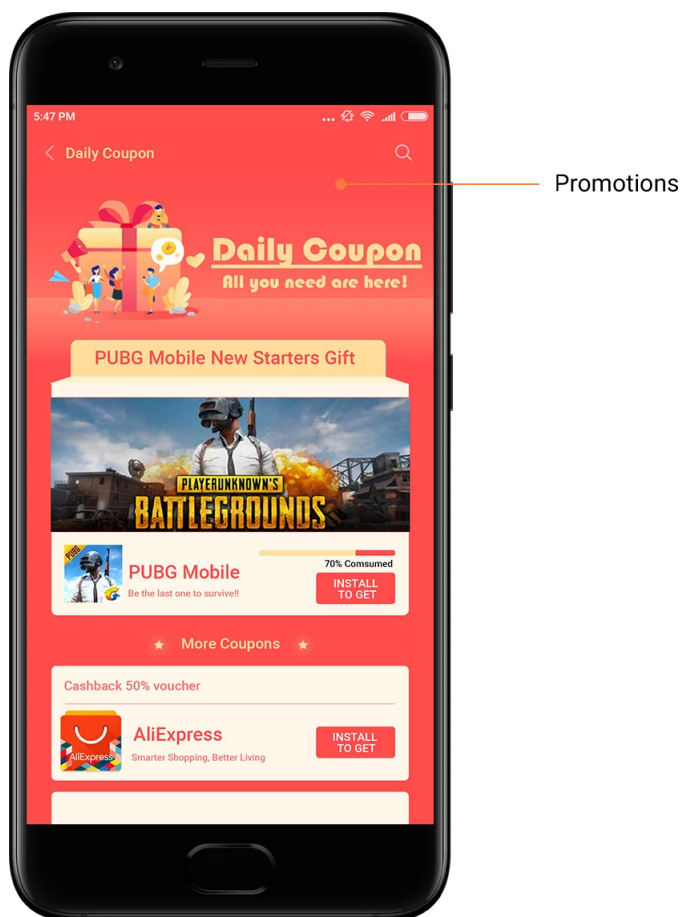 5:47 PM
Daily Coupon
Promotions
Daily Coupon
All you need are here!
PUBG Mobile New Starters Gift
PLAYERUNKNOWN'S
BATTLEGROUNDS
70% Comsumed
PUBG
PUBG Mobile
INSTALL
TO GET
Be the last one to survive!!
More Coupons
Cashback 50% voucher
AliExpress
AliExpress
INSTALL
TO GET
Smarter Shopping, Better Living